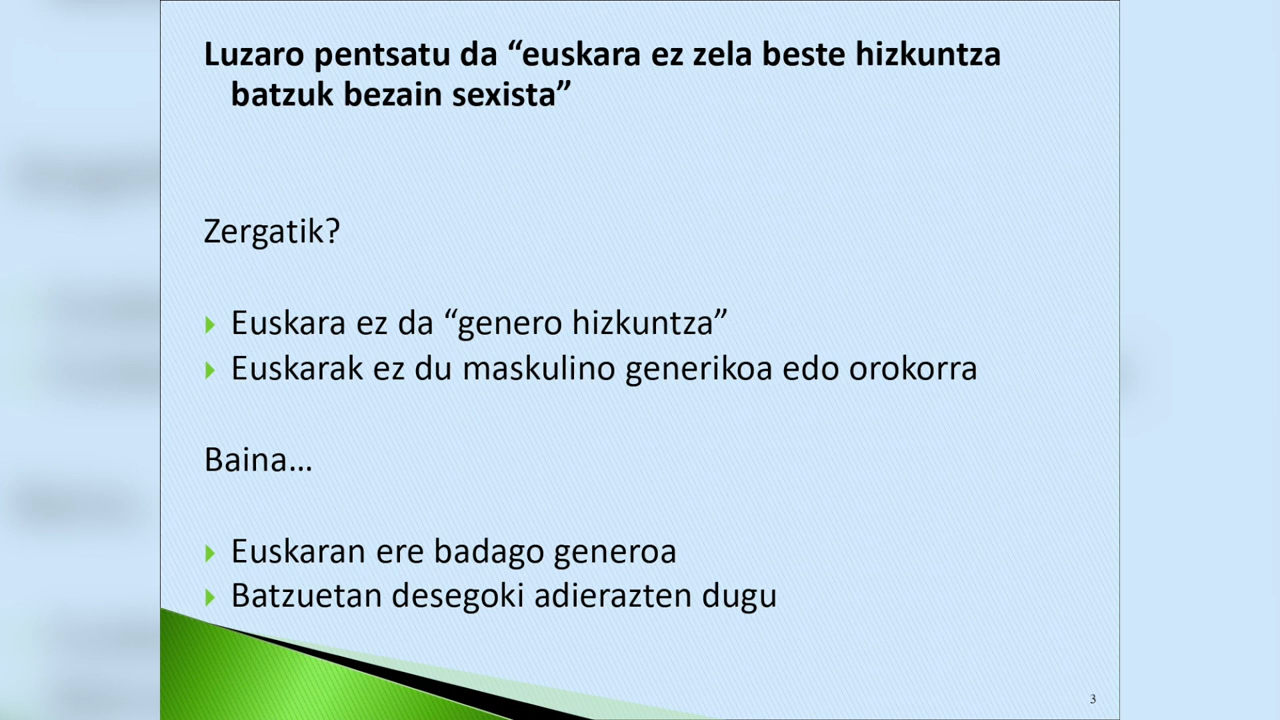 Luzaro pentsatu da “euskara ez zela beste hizkuntza
batzuk bezain sexista”
Zergatik?
Euskara ez da “genero hizkuntza”
Euskarak ez du maskulino generikoa edo orokorra
Baina...
Euskaran ere badago generoa
Batzuetan desegoki adierazten dugu
3